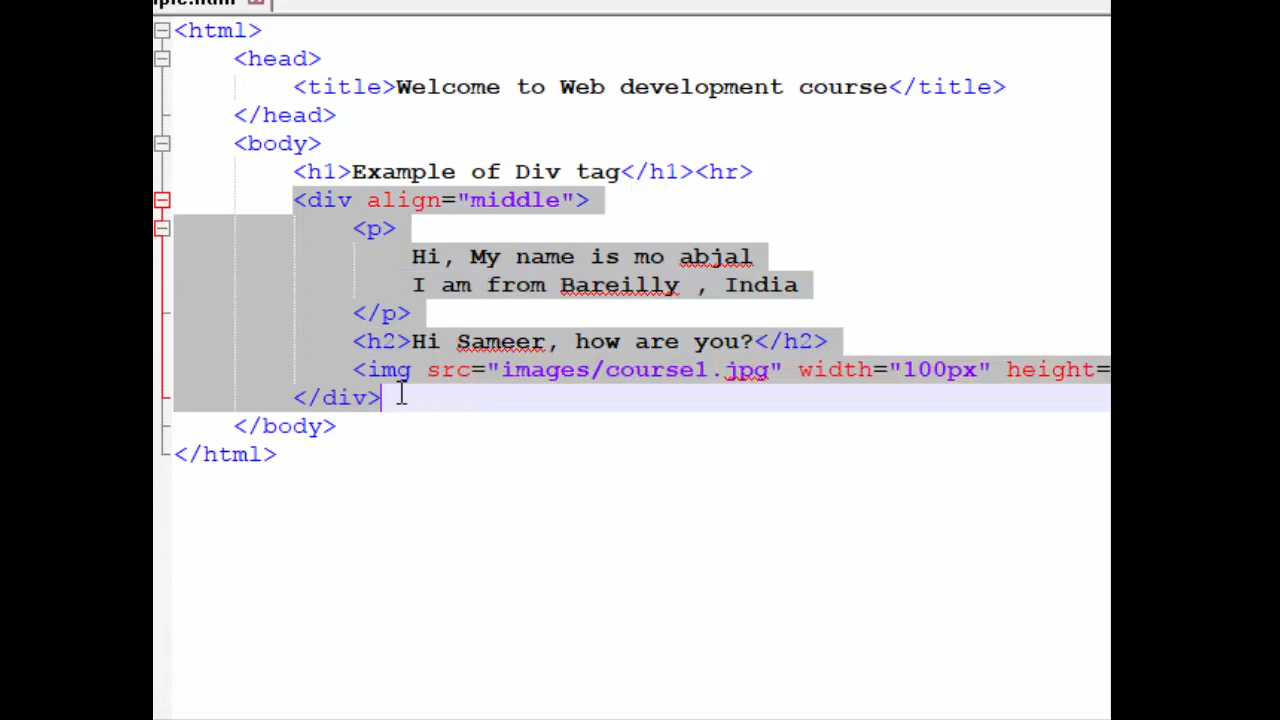 <html>
<head>
<title>Welcome to Web development course</title>
</head>
<body>
<h1>Example of Div tag</h1><hr>
<div align="middle">
<p>
Hi, My name is mo abjal
I am from Bareilly , India
</p>
<h2>Hi Sameer, how are you?</h2>
<img src="images/course1.jpg" width="100px" height=
</div>
</body>
</html>